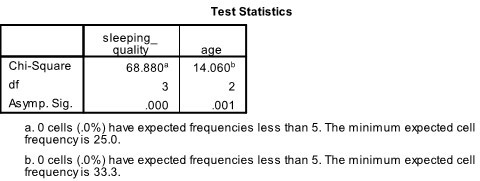 Test Statistics
sleeping_
quality age
Chi-Square 68.880a 14.060b
df 3 2
Asymp. Sig. .000 .001
a. 0 cells (.0%) have expected frequencies less than 5. The minimum expected cell
frequency is 25.0.
b. 0 cells (.0%) have expected frequencies less than 5. The minimum expected cell
frequency is 33.3.